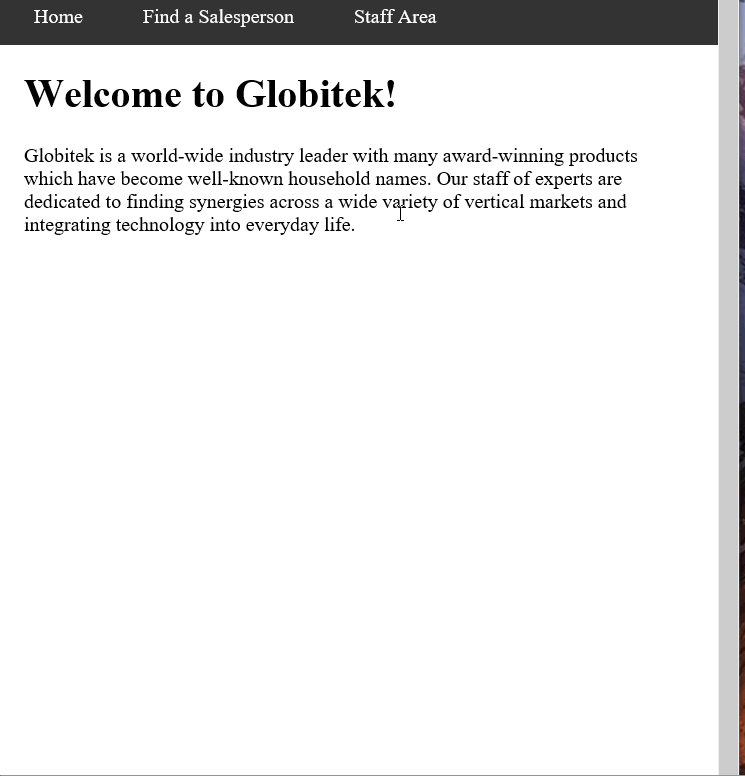 Home Find a Salesperson Staff Area
Welcome to Globitek!
Globitek is a world-wide industry leader with many award-winning products
which have become well-known household names. Our staff of experts are
dedicated to finding synergies across a wide variety of vertical markets and
integrating technology into everyday life.